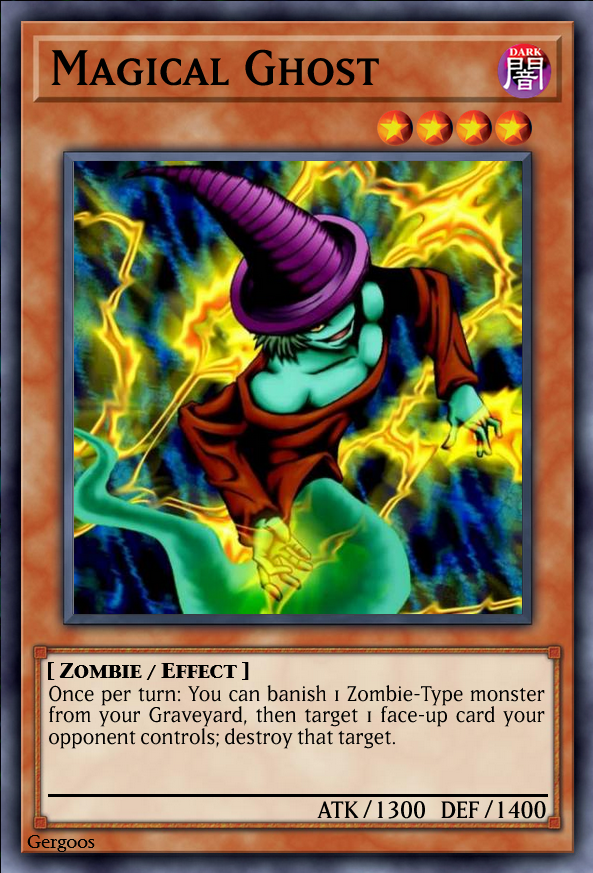 Magical Ghost
DARK
闇
[ Zombie / Effect ]
Once per turn: You can banish 1 Zombie-Type monster
from your Graveyard, then target 1 face-up card your
opponent controls; destroy that target.
ATK / 1300 DEF / 1400
Gergoos